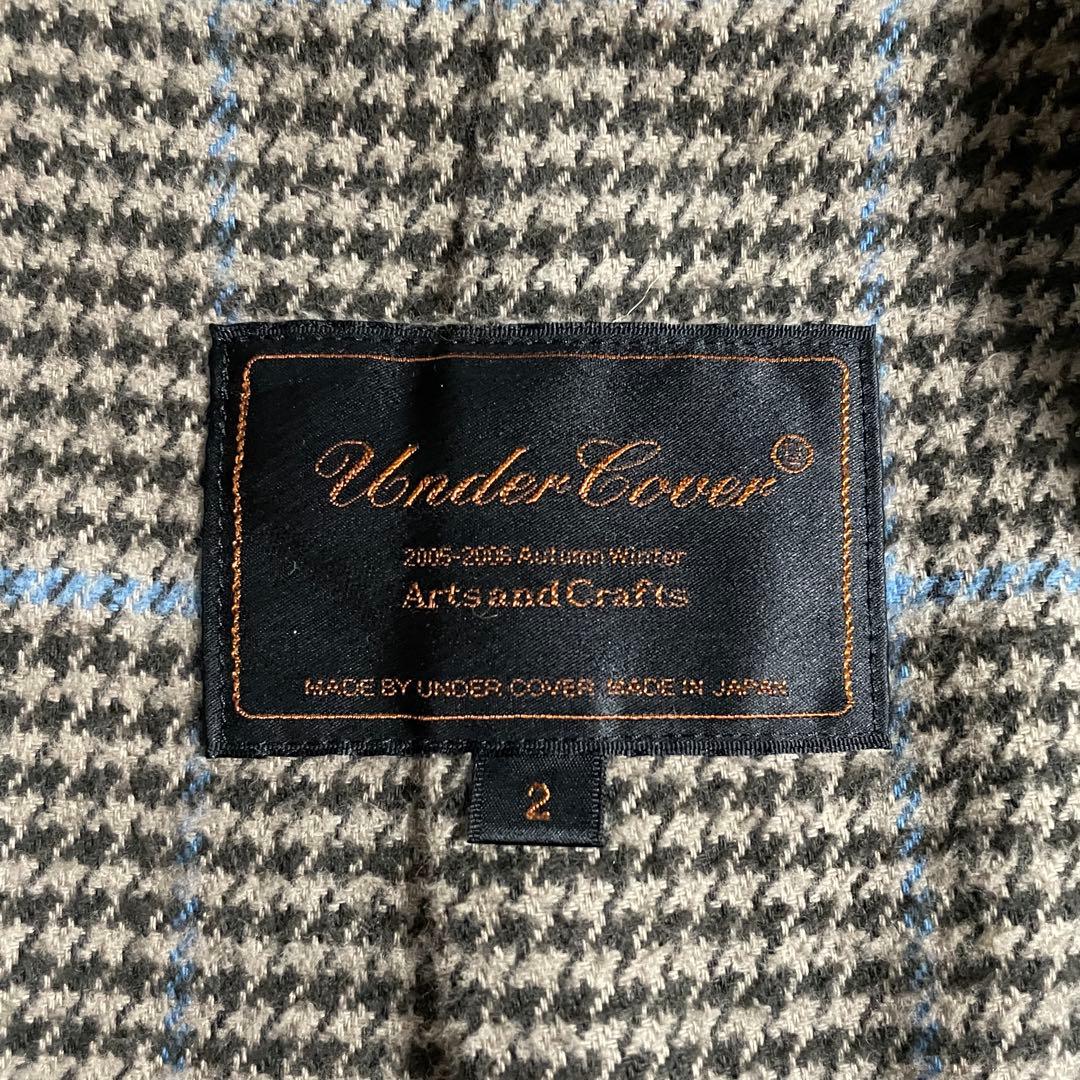 UnderCover
2005-2006 Autumn Winter
Arts and Crafts
MADE BY UNDER COVER MADE IN JAPAN
2